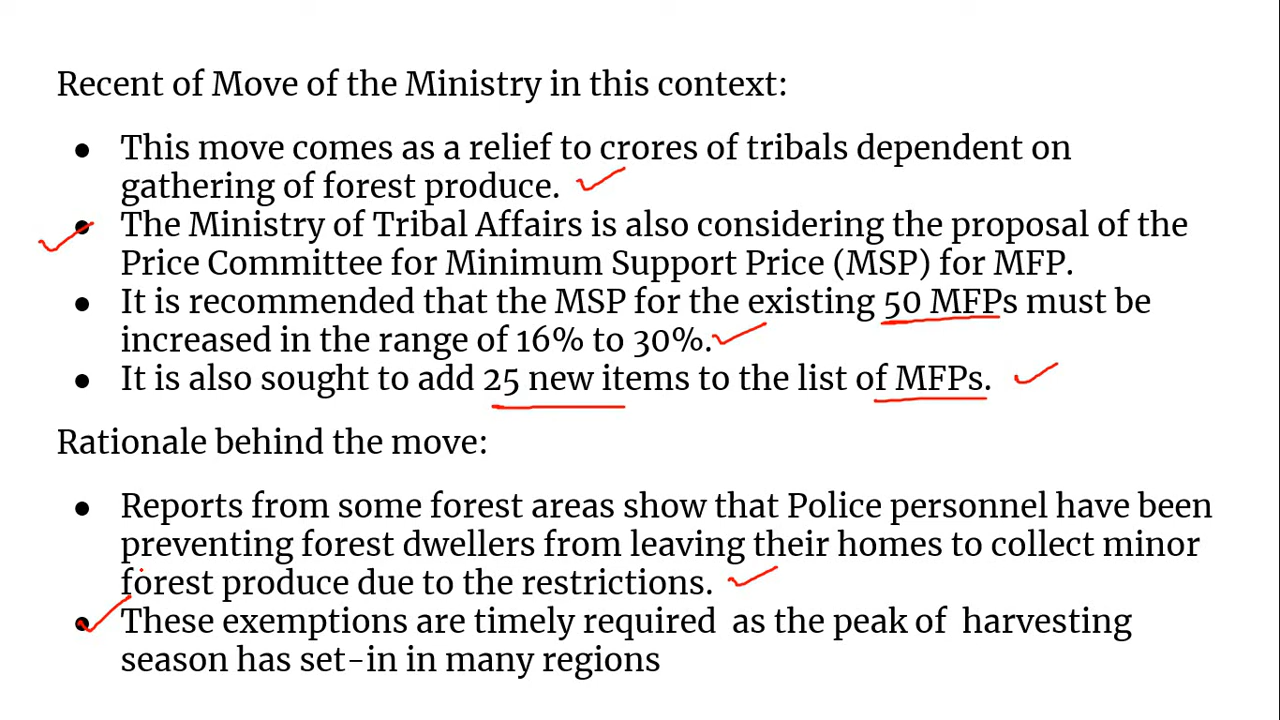 Recent of Move of the Ministry in this context:
● This move comes as a relief to crores of tribals dependent on
gathering of forest produce.
● The Ministry of Tribal Affairs is also considering the proposal of the
Price Committee for Minimum Support Price (MSP) for MFP.
● It is recommended that the MSP for the existing 50 MFPs must be
increased in the range of 16% to 30%.
● It is also sought to add 25 new items to the list of MFPs.
Rationale behind the move:
● Reports from some forest areas show that Police personnel have been
preventing forest dwellers from leaving their homes to collect minor
forest produce due to the restrictions.
● These exemptions are timely required as the peak of harvesting
season has set-in in many regions